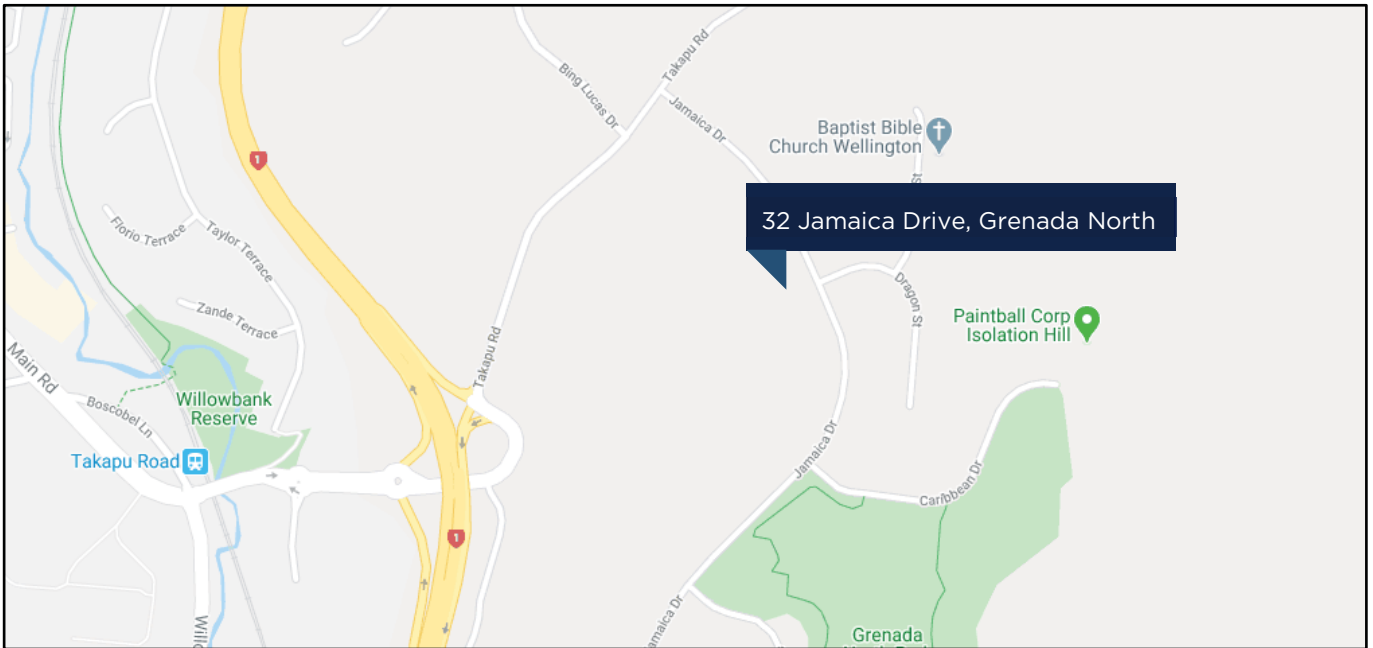 Takapu Rd
Bing Lucas Dr
Jamaica Dr
Baptist Bible
Church Wellington
1
St
32 Jamaica Drive, Grenada North
Florio Terrace
Taylor Terrace
Dragon St
Zande Terrace
Paintball Corp
Isolation Hill
Takapu Rd
Main Rd
Boscobel Ln
Willowbank
Reserve
Takapu Road
Jamaica Dr
Caribbean Dr
1
Jamaica Dr
Grenada